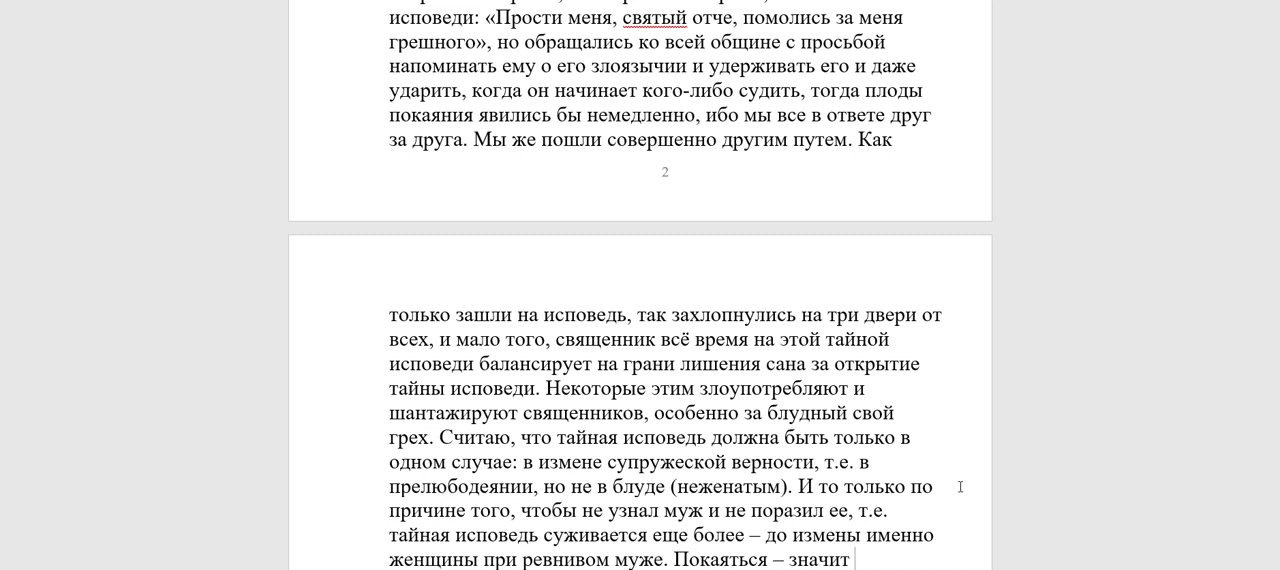 исповеди: «Прости меня, святый отче, помолись за меня
грешного», но обращались ко всей общине с просьбой
напоминать ему о его злоязычии и удерживать его и даже
ударить, когда он начинает кого-либо судить, тогда плоды
покаяния явились бы немедленно, ибо мы все в ответе друг
за друга. Мы же пошли совершенно другим путем. Как
2
только зашли на исповедь, так захлопнулись на три двери от
всех, и мало того, священник всё время на этой тайной
исповеди балансирует на грани лишения сана за открытие
тайны исповеди. Некоторые этим злоупотребляют и
шантажируют священников, особенно за блудный свой
грех. Считаю, что тайная исповедь должна быть только в
одном случае: в измене супружеской верности, т.е. в
прелюбодеянии, но не в блуде (неженатым). И то только по
причине того, чтобы не узнал муж и не поразил ее, т.е.
тайная исповедь суживается еще более – до измены именно
женщины при ревнивом муже. Покаяться – значит